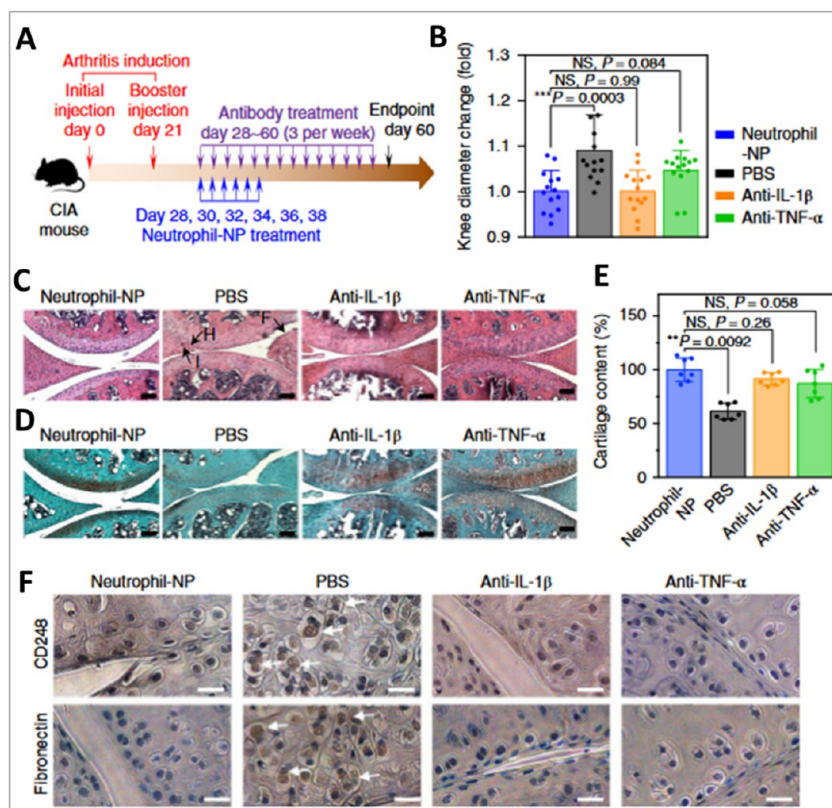 A
Arthritis induction
Initial injection day 0
Booster injection day 21
Antibody treatment
day 28~60 (3 per week)
Endpoint day 60
CIA mouse
Day 28, 30, 32, 34, 36, 38
Neutrophil-NP treatment
B
Knee diameter change (fold)
1.3
1.2
1.1
1.0
0.9
NS, P = 0.084
NS, P = 0.99
***P = 0.0003
Neutrophil
-NP
PBS
Anti-IL-1β
Anti-TNF-α
C
Neutrophil-NP PBS Anti-IL-1β Anti-TNF-α
H
F
I
D
Neutrophil-NP PBS Anti-IL-1β Anti-TNF-α
E
Cartilage content (%)
150
100
50
0
NS, P = 0.058
NS, P = 0.26
**P = 0.0092
Neutrophil-
NP
PBS
Anti-IL-1β
Anti-TNF-α
F
Neutrophil-NP PBS Anti-IL-1β Anti-TNF-α
CD248
Fibronectin